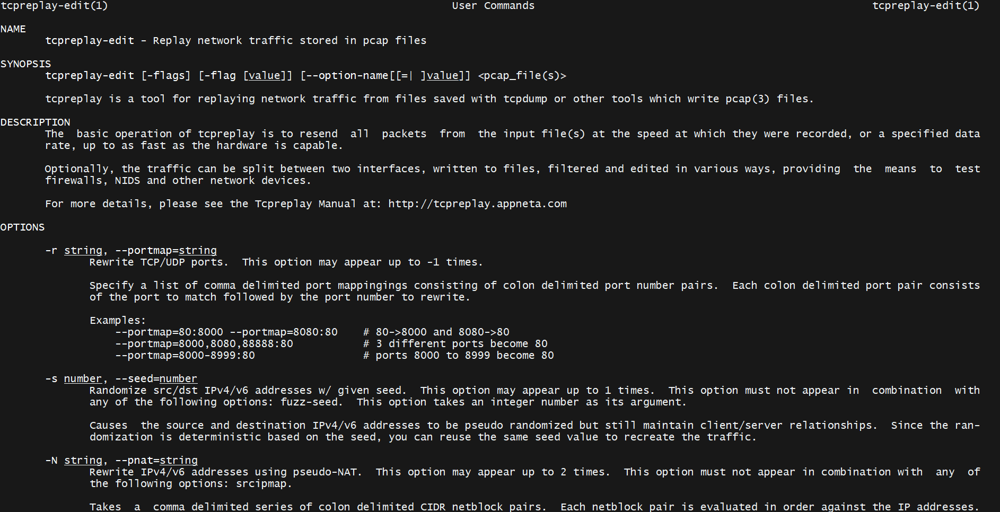 tcpreplay-edit(1) User Commands tcpreplay-edit(1)
NAME
tcpreplay-edit - Replay network traffic stored in pcap files
SYNOPSIS
tcpreplay-edit [-flags] [-flag [value]] [--option-name[[=| ]value]] <pcap_file(s)>
tcpreplay is a tool for replaying network traffic from files saved with tcpdump or other tools which write pcap(3) files.
DESCRIPTION
The  basic operation of tcpreplay is to resend  all  packets  from  the input file(s) at the speed at which they were recorded, or a specified data
rate, up to as fast as the hardware is capable.
Optionally, the traffic can be split between two interfaces, written to files, filtered and edited in various ways, providing  the  means  to  test
firewalls, NIDS and other network devices.
For more details, please see the Tcpreplay Manual at: http://tcpreplay.appneta.com
OPTIONS
-r string, --portmap=string
Rewrite TCP/UDP ports.  This option may appear up to -1 times.
Specify a list of comma delimited port mappingings consisting of colon delimited port number pairs.  Each colon delimited port pair consists
of the port to match followed by the port number to rewrite.
Examples:
--portmap=80:8000 --portmap=8080:80    # 80->8000 and 8080->80
--portmap=8000,8080,88888:80           # 3 different ports become 80
--portmap=8000-8999:80                 # ports 8000 to 8999 become 80
-s number, --seed=number
Randomize src/dst IPv4/v6 addresses w/ given seed.  This option may appear up to 1 times.  This option must not appear in  combination  with
any of the following options: fuzz-seed.  This option takes an integer number as its argument.
Causes  the source and destination IPv4/v6 addresses to be pseudo randomized but still maintain client/server relationships.  Since the ran-
domization is deterministic based on the seed, you can reuse the same seed value to recreate the traffic.
-N string, --pnat=string
Rewrite IPv4/v6 addresses using pseudo-NAT.  This option may appear up to 2 times.  This option must not appear in combination with  any  of
the following options: srcipmap.
Takes  a  comma delimited series of colon delimited CIDR netblock pairs.  Each netblock pair is evaluated in order against the IP addresses.